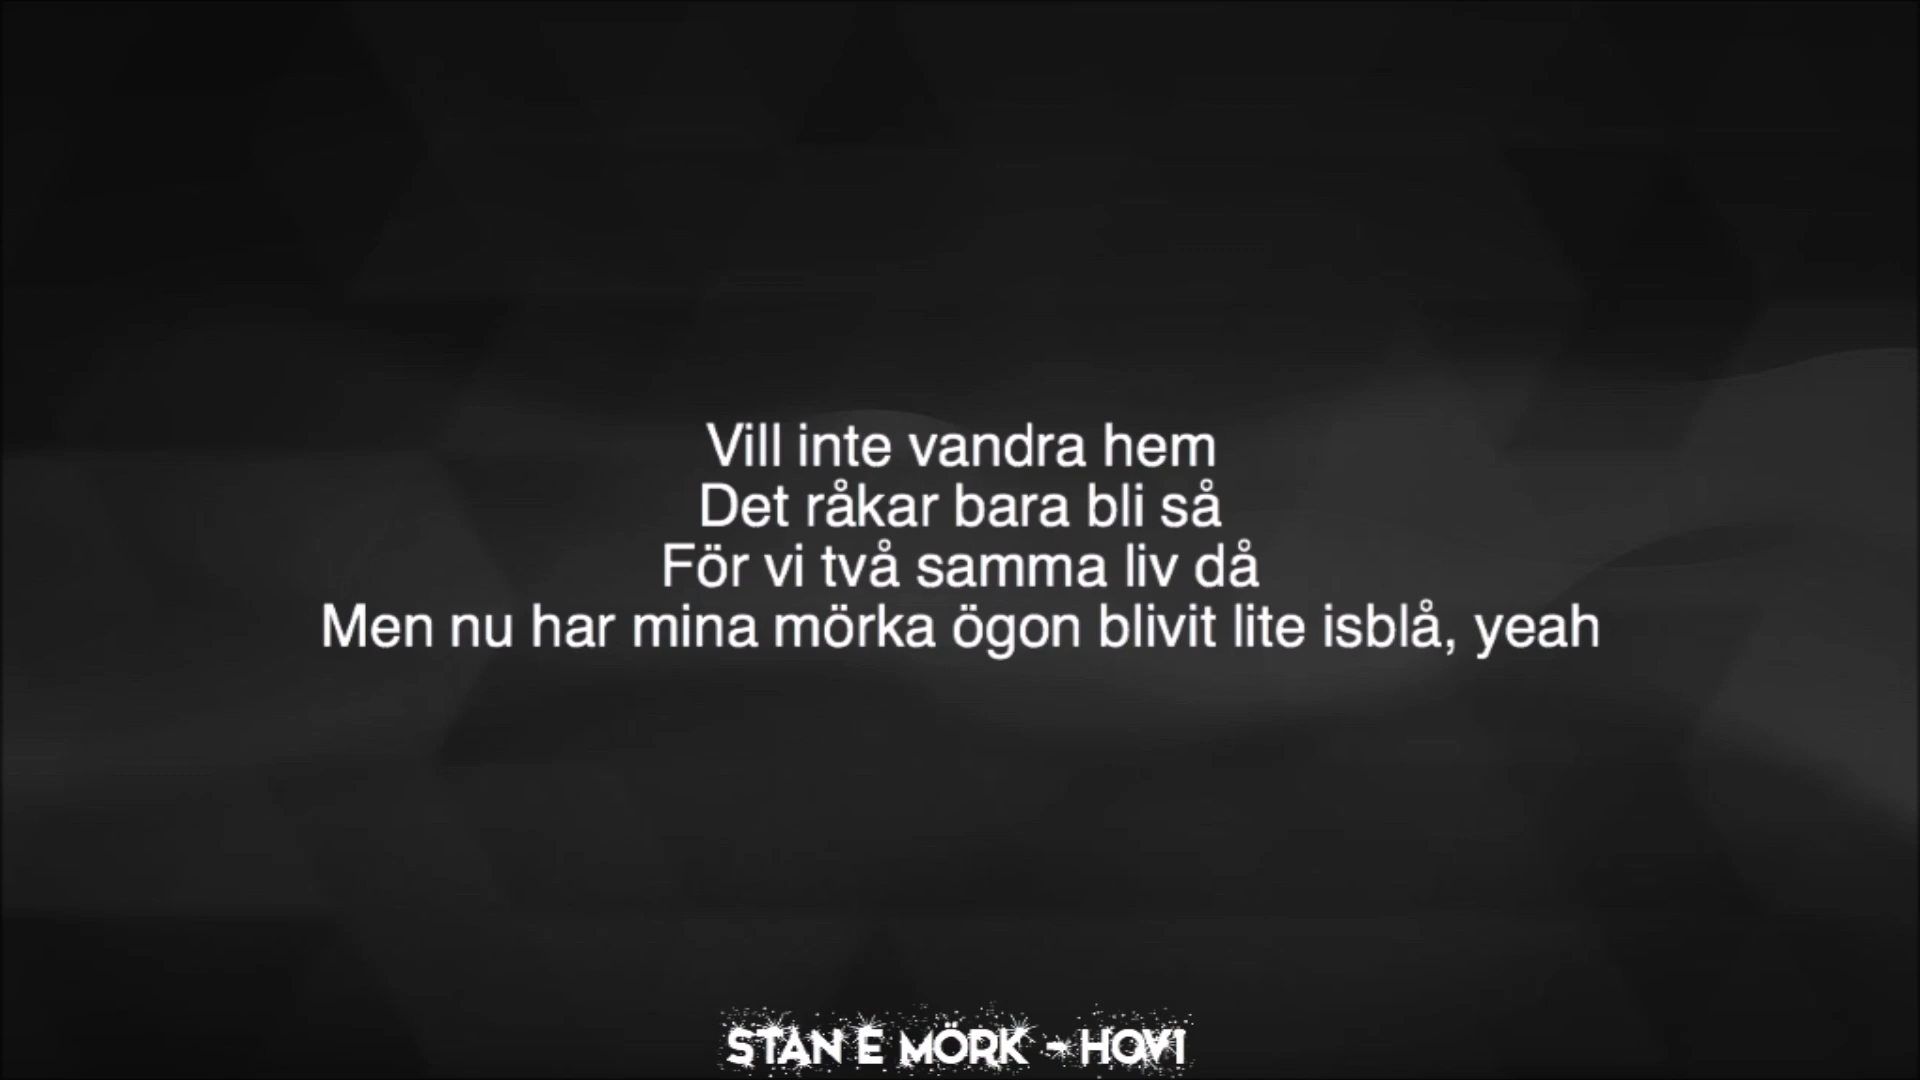 Vill inte vandra hem
Det råkar bara bli så
För vi två samma liv då
Men nu har mina mörka ögon blivit lite isblå, yeah
STAN E MÖRK - HOV1